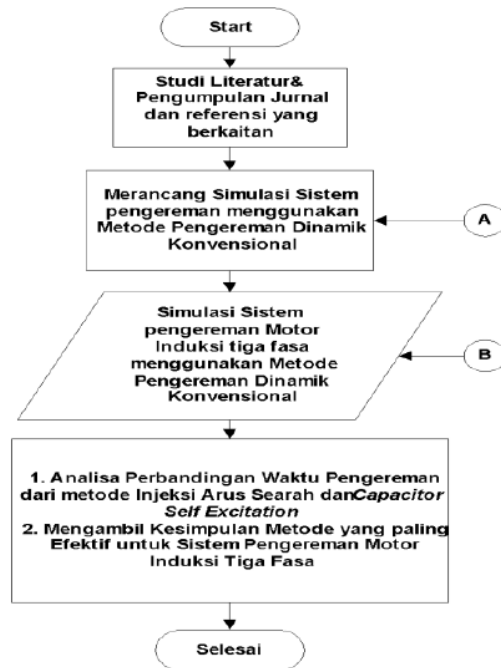 Start
Studi Literatur&
Pengumpulan Jurnal
dan referensi yang
berkaitan
Merancang Simulasi Sistem
pengereman menggunakan
Metode Pengereman Dinamik
Konvensional
A
Simulasi Sistem
pengereman Motor
Induksi tiga fasa
menggunakan Metode
Pengereman Dinamik
Konvensional
B
1. Analisa Perbandingan Waktu Pengereman
dari metode Injeksi Arus Searah danCapacitor
Self Excitation
2. Mengambil Kesimpulan Metode yang paling
Efektif untuk Sistem Pengereman Motor
Induksi Tiga Fasa
Selesai